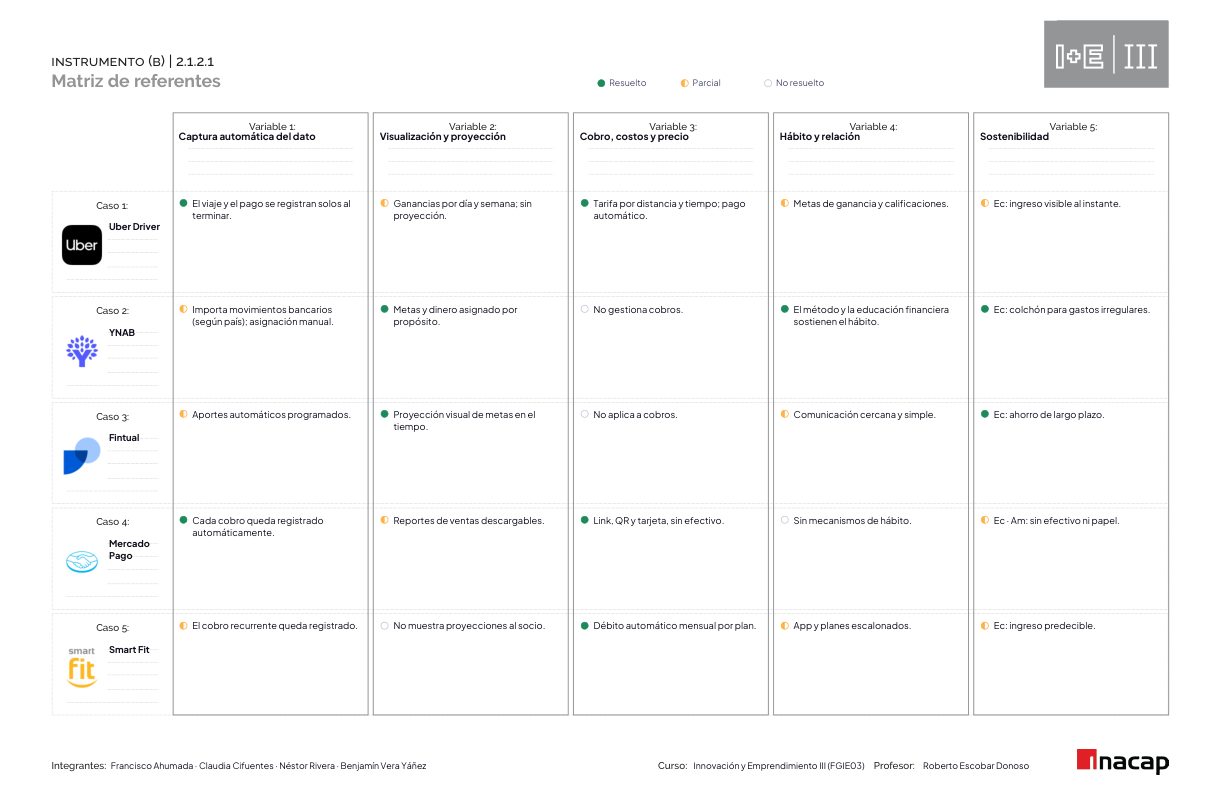 INSTRUMENTO (B) | 2.1.2.1
Matriz de referentes
Resuelto
Parcial
No resuelto
I+E | III
Variable 1:
Captura automática del dato
Variable 2:
Visualización y proyección
Variable 3:
Cobro, costos y precio
Variable 4:
Hábito y relación
Variable 5:
Sostenibilidad
Caso 1:
Uber
Uber Driver
El viaje y el pago se registran solos al
terminar.
Ganancias por día y semana; sin
proyección.
Tarifa por distancia y tiempo; pago
automático.
Metas de ganancia y calificaciones.
Ec: ingreso visible al instante.
Caso 2:
YNAB
Importa movimientos bancarios
(según país); asignación manual.
Metas y dinero asignado por
propósito.
No gestiona cobros.
El método y la educación financiera
sostienen el hábito.
Ec: colchón para gastos irregulares.
Caso 3:
Fintual
Aportes automáticos programados.
Proyección visual de metas en el
tiempo.
No aplica a cobros.
Comunicación cercana y simple.
Ec: ahorro de largo plazo.
Caso 4:
Mercado
Pago
Cada cobro queda registrado
automáticamente.
Reportes de ventas descargables.
Link, QR y tarjeta, sin efectivo.
Sin mecanismos de hábito.
Ec · Am: sin efectivo ni papel.
Caso 5:
smart
fit
Smart Fit
El cobro recurrente queda registrado.
No muestra proyecciones al socio.
Débito automático mensual por plan.
App y planes escalonados.
Ec: ingreso predecible.
Integrantes: Francisco Ahumada · Claudia Cifuentes · Néstor Rivera · Benjamín Vera Yáñez
Curso: Innovación y Emprendimiento III (FGIE03) Profesor: Roberto Escobar Donoso
inacap